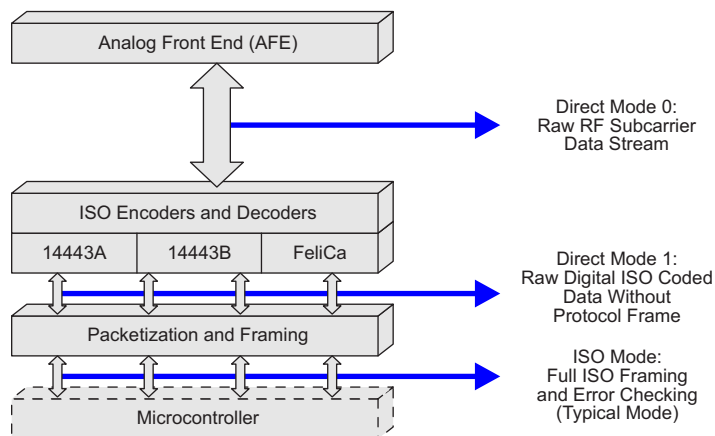 Analog Front End (AFE)
Direct Mode 0:
Raw RF Subcarrier
Data Stream
ISO Encoders and Decoders
14443A
14443B
FeliCa
Direct Mode 1:
Raw Digital ISO Coded
Data Without
Protocol Frame
Packetization and Framing
ISO Mode:
Full ISO Framing
and Error Checking
(Typical Mode)
Microcontroller